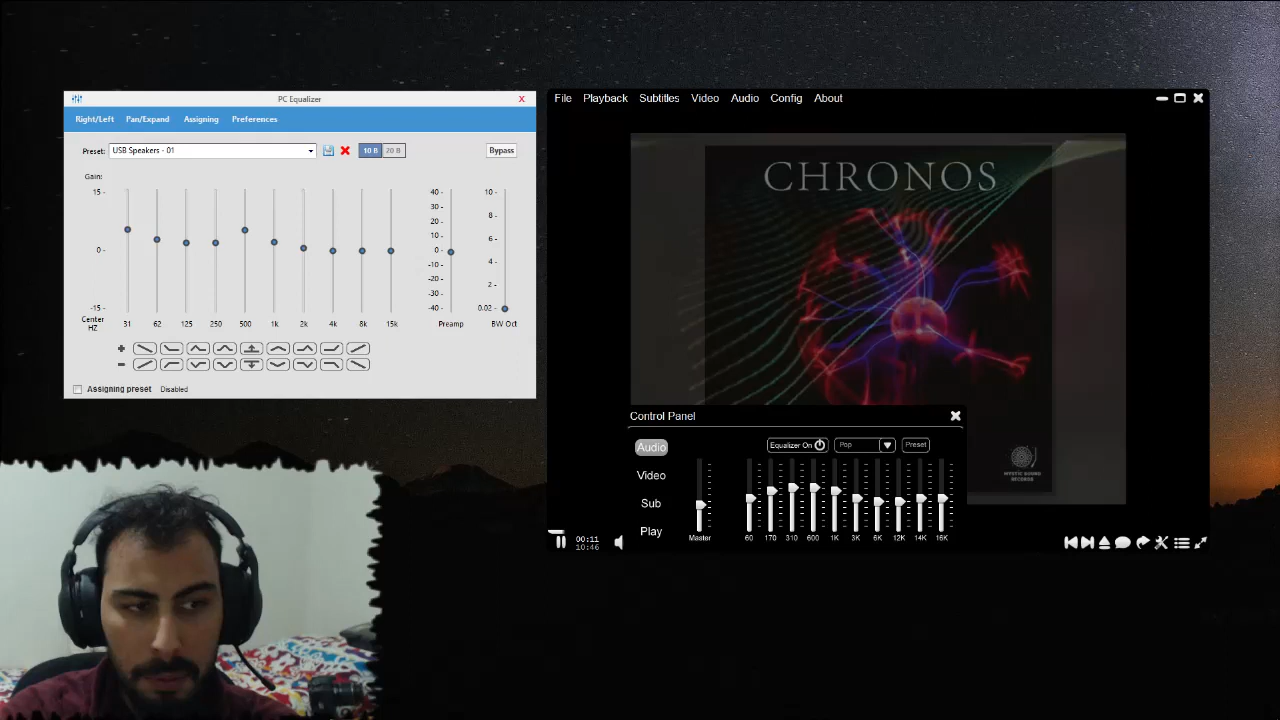 PC Equalizer X
Right/Left Pan/Expand Assigning Preferences
Preset: USB Speakers - 01 10 B 20 B Bypass
Gain:
15 - 40 - 10 -
30 - 8 -
20 -
10 - 6 -
0 - 0 -
-10 - 4 -
-20 - 2 -
-30 -
-15 - -40 - 0.02 -
Center HZ 31 62 125 250 500 1k 2k 4k 8k 15k Preamp BW Oct
+
-
Assigning preset Disabled
File Playback Subtitles Video Audio Config About
CHRONOS
MYSTIC SOUND
RECORDS
Control Panel
Audio Equalizer On Pop Preset
Video
Sub
Play
Master 60 170 310 600 1K 3K 6K 12K 14K 16K
00:11
10:46